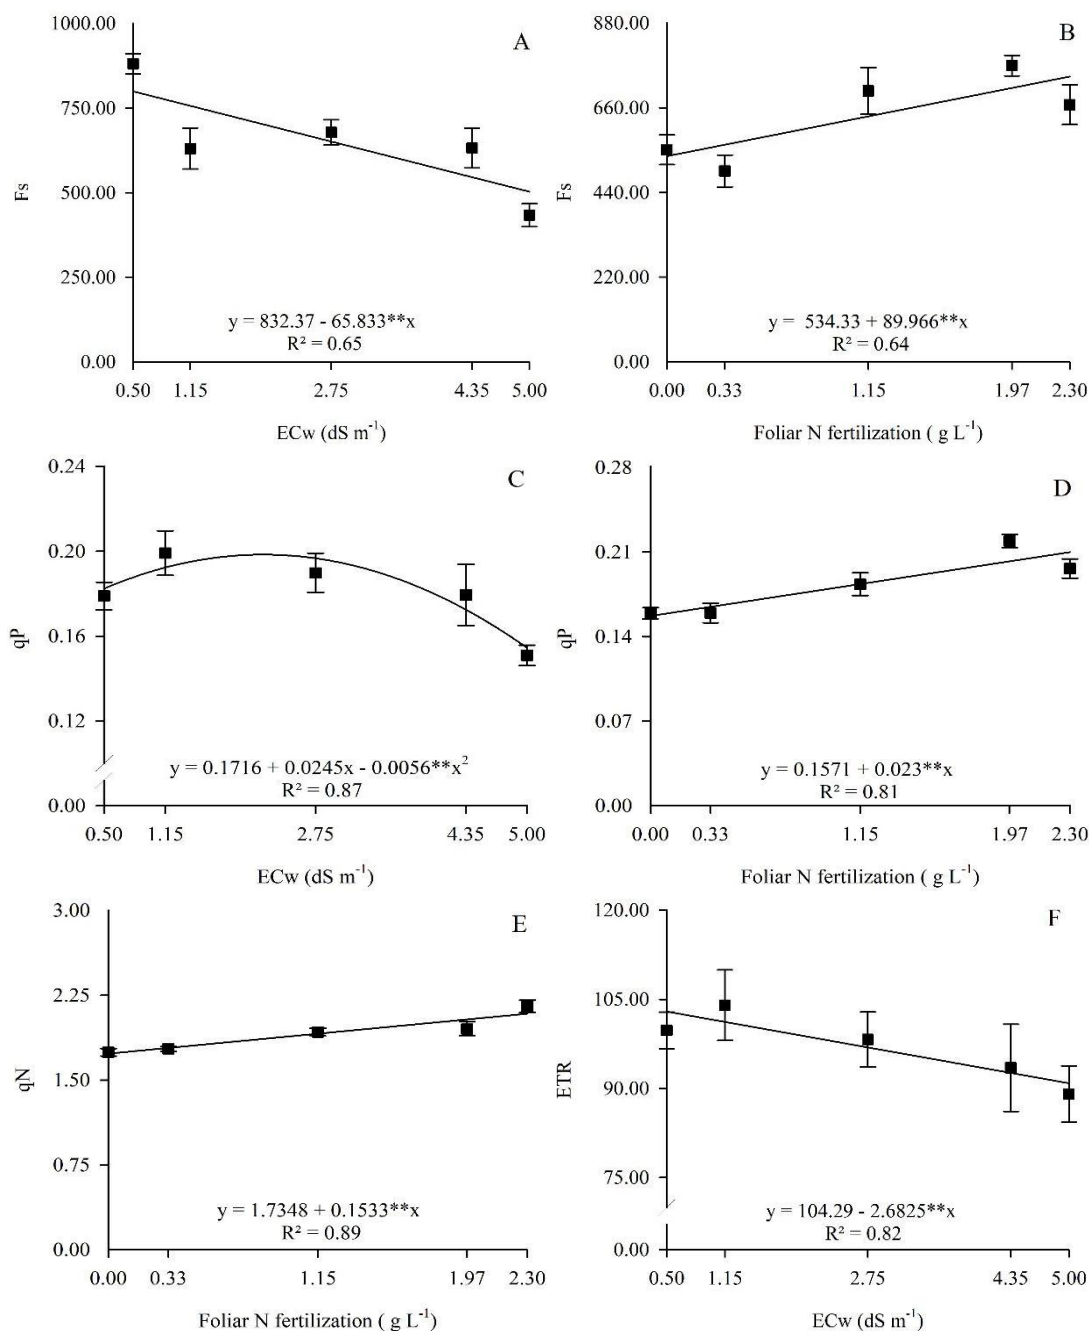 A
1000.00
750.00
500.00
250.00
0.00
Fs
y = 832.37 - 65.833**x
R² = 0.65
0.50 1.15 2.75 4.35 5.00
ECw (dS m⁻¹)
B
880.00
660.00
440.00
220.00
0.00
Fs
y = 534.33 + 89.966**x
R² = 0.64
0.00 0.33 1.15 1.97 2.30
Foliar N fertilization ( g L⁻¹)
C
0.24
0.20
0.16
0.12
0.00
qP
y = 0.1716 + 0.0245x - 0.0056**x²
R² = 0.87
0.50 1.15 2.75 4.35 5.00
ECw (dS m⁻¹)
D
0.28
0.21
0.14
0.07
0.00
qP
y = 0.1571 + 0.023**x
R² = 0.81
0.00 0.33 1.15 1.97 2.30
Foliar N fertilization ( g L⁻¹)
E
3.00
2.25
1.50
0.75
0.00
qN
y = 1.7348 + 0.1533**x
R² = 0.89
0.00 0.33 1.15 1.97 2.30
Foliar N fertilization ( g L⁻¹)
F
120.00
105.00
90.00
75.00
0.00
ETR
y = 104.29 - 2.6825**x
R² = 0.82
0.50 1.15 2.75 4.35 5.00
ECw (dS m⁻¹)